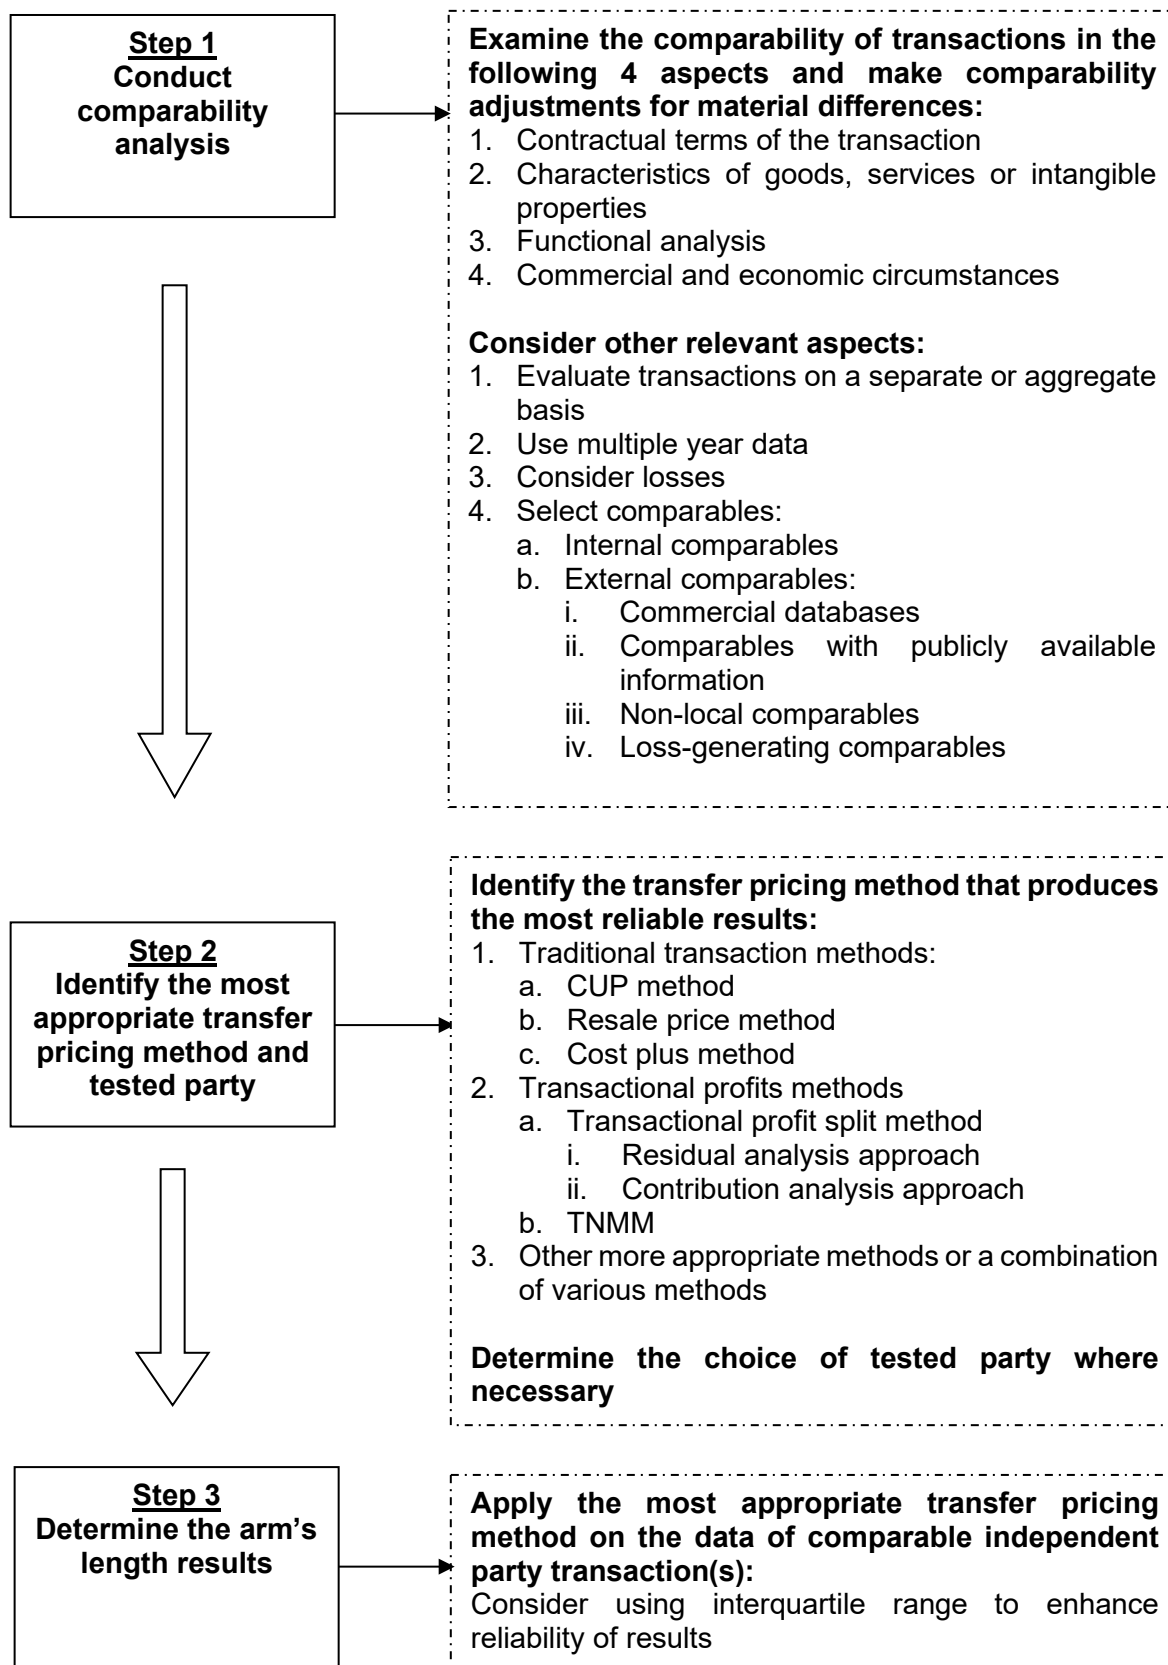 Step 1
Conduct
comparability
analysis
Examine the comparability of transactions in the
following 4 aspects and make comparability
adjustments for material differences:
1. Contractual terms of the transaction
2. Characteristics of goods, services or intangible
properties
3. Functional analysis
4. Commercial and economic circumstances
Consider other relevant aspects:
1. Evaluate transactions on a separate or aggregate
basis
2. Use multiple year data
3. Consider losses
4. Select comparables:
a. Internal comparables
b. External comparables:
i. Commercial databases
ii. Comparables with publicly available
information
iii. Non-local comparables
iv. Loss-generating comparables
Step 2
Identify the most
appropriate transfer
pricing method and
tested party
Identify the transfer pricing method that produces
the most reliable results:
1. Traditional transaction methods:
a. CUP method
b. Resale price method
c. Cost plus method
2. Transactional profits methods
a. Transactional profit split method
i. Residual analysis approach
ii. Contribution analysis approach
b. TNMM
3. Other more appropriate methods or a combination
of various methods
Determine the choice of tested party where
necessary
Step 3
Determine the arm's
length results
Apply the most appropriate transfer pricing
method on the data of comparable independent
party transaction(s):
Consider using interquartile range to enhance
reliability of results